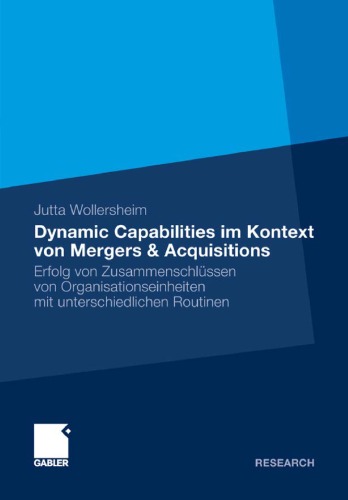 Jutta Wollersheim
Dynamic Capabilities im Kontext
von Mergers & Acquisitions
Erfolg von Zusammenschlüssen
von Organisationseinheiten
mit unterschiedlichen Routinen
GABLER
RESEARCH